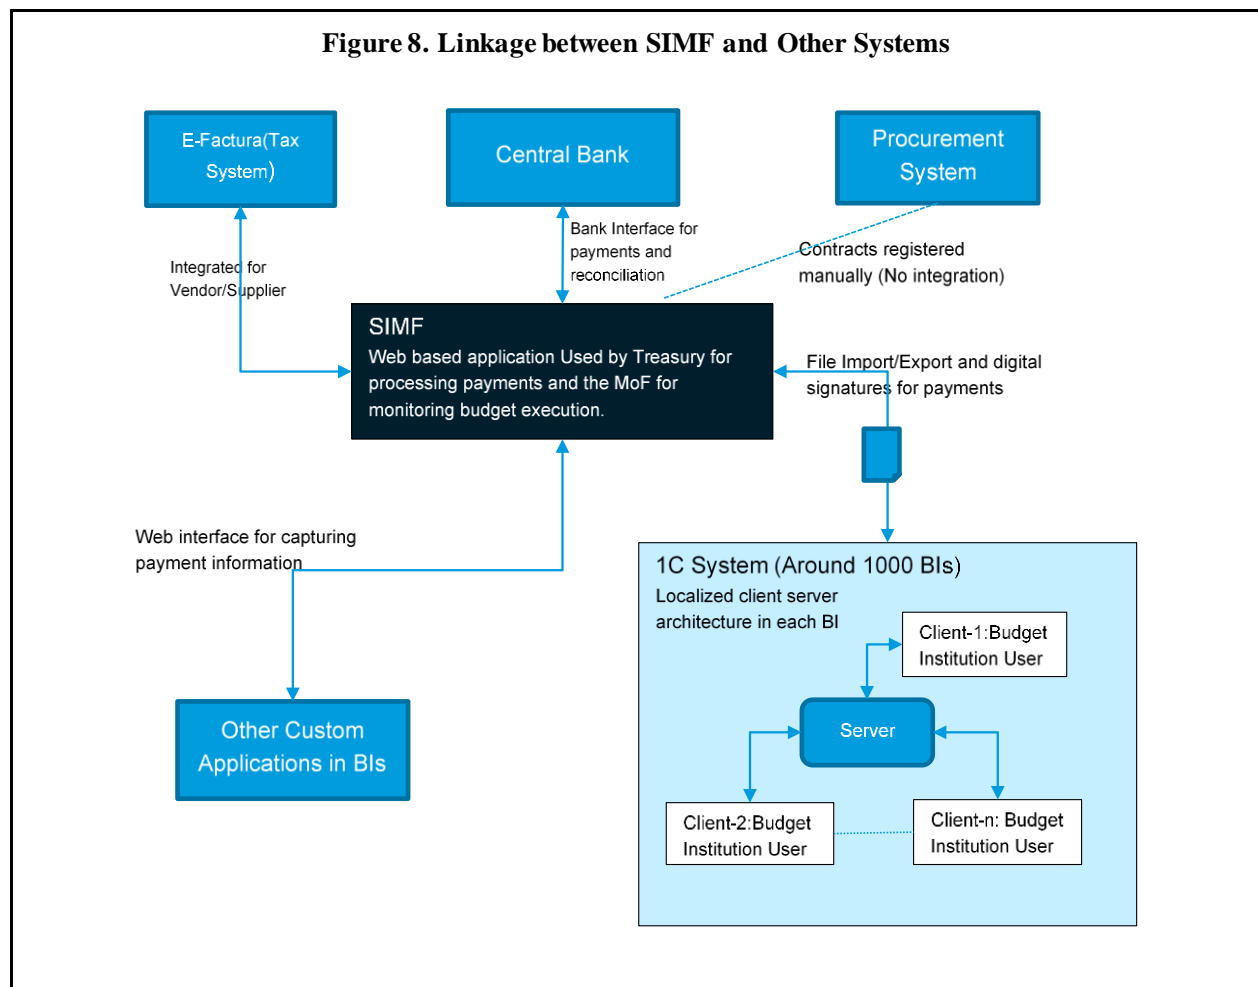 Figure 8. Linkage between SIMF and Other Systems
E-Factura(Tax
System)
Central Bank
Procurement
System
Integrated for
Vendor/Supplier
Bank Interface for
payments and
reconciliation
Contracts registered
manually (No integration)
SIMF
Web based application Used by Treasury for
processing payments and the MoF for
monitoring budget execution.
File Import/Export and digital
signatures for payments
Web interface for capturing
payment information
1C System (Around 1000 BIs)
Localized client server
architecture in each BI
Client-1:Budget
Institution User
Server
Other Custom
Applications in BIs
Client-2:Budget
Institution User
Client-n: Budget
Institution User